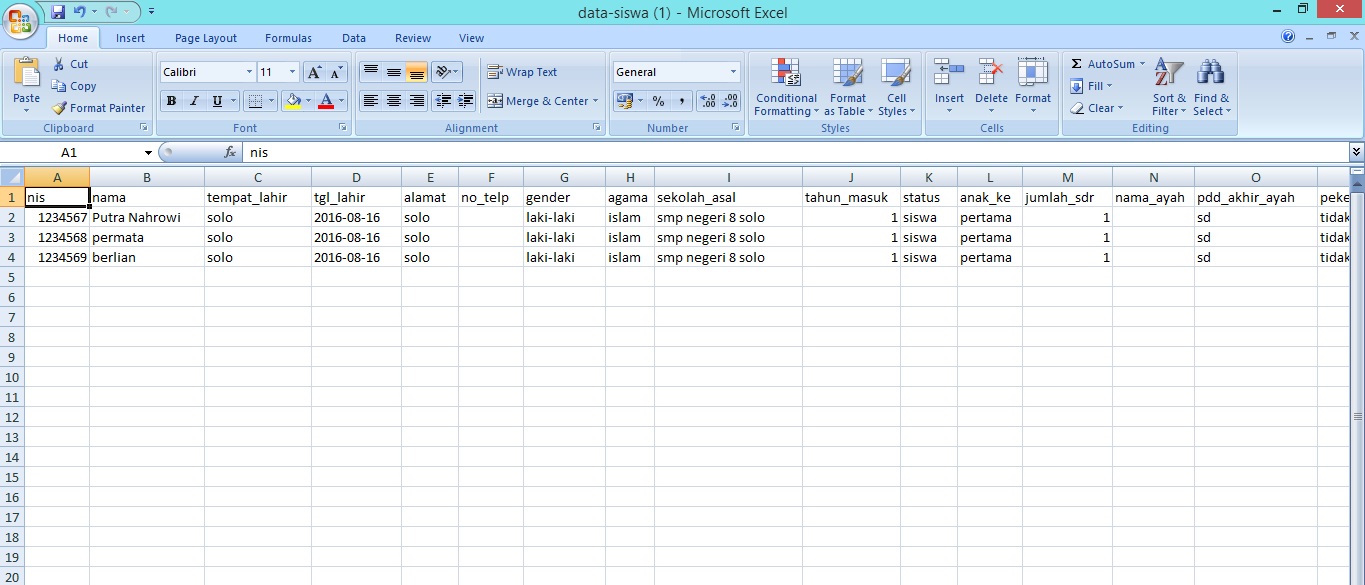 data-siswa (1) - Microsoft Excel
Home Insert Page Layout Formulas Data Review View
Paste Cut Copy Format Painter
Calibri 11
B I U A A A
Wrap Text
Merge & Center
General
% , .00 .0
Conditional Formatting Format as Table Cell Styles
Insert Delete Format
Σ AutoSum Fill Clear
Sort & Filter Find & Select
Clipboard Font Alignment Number Styles Cells Editing
A1 fx nis
A B C D E F G H I J K L M N O
1 nis nama tempat_lahir tgl_lahir alamat no_telp gender agama sekolah_asal tahun_masuk status anak_ke jumlah_sdr nama_ayah pdd_akhir_ayah peke
2 1234567 Putra Nahrowi solo 2016-08-16 solo laki-laki islam smp negeri 8 solo 1 siswa pertama 1 sd tidak
3 1234568 permata solo 2016-08-16 solo laki-laki islam smp negeri 8 solo 1 siswa pertama 1 sd tidak
4 1234569 berlian solo 2016-08-16 solo laki-laki islam smp negeri 8 solo 1 siswa pertama 1 sd tidak
5
6
7
8
9
10
11
12
13
14
15
16
17
18
19
20